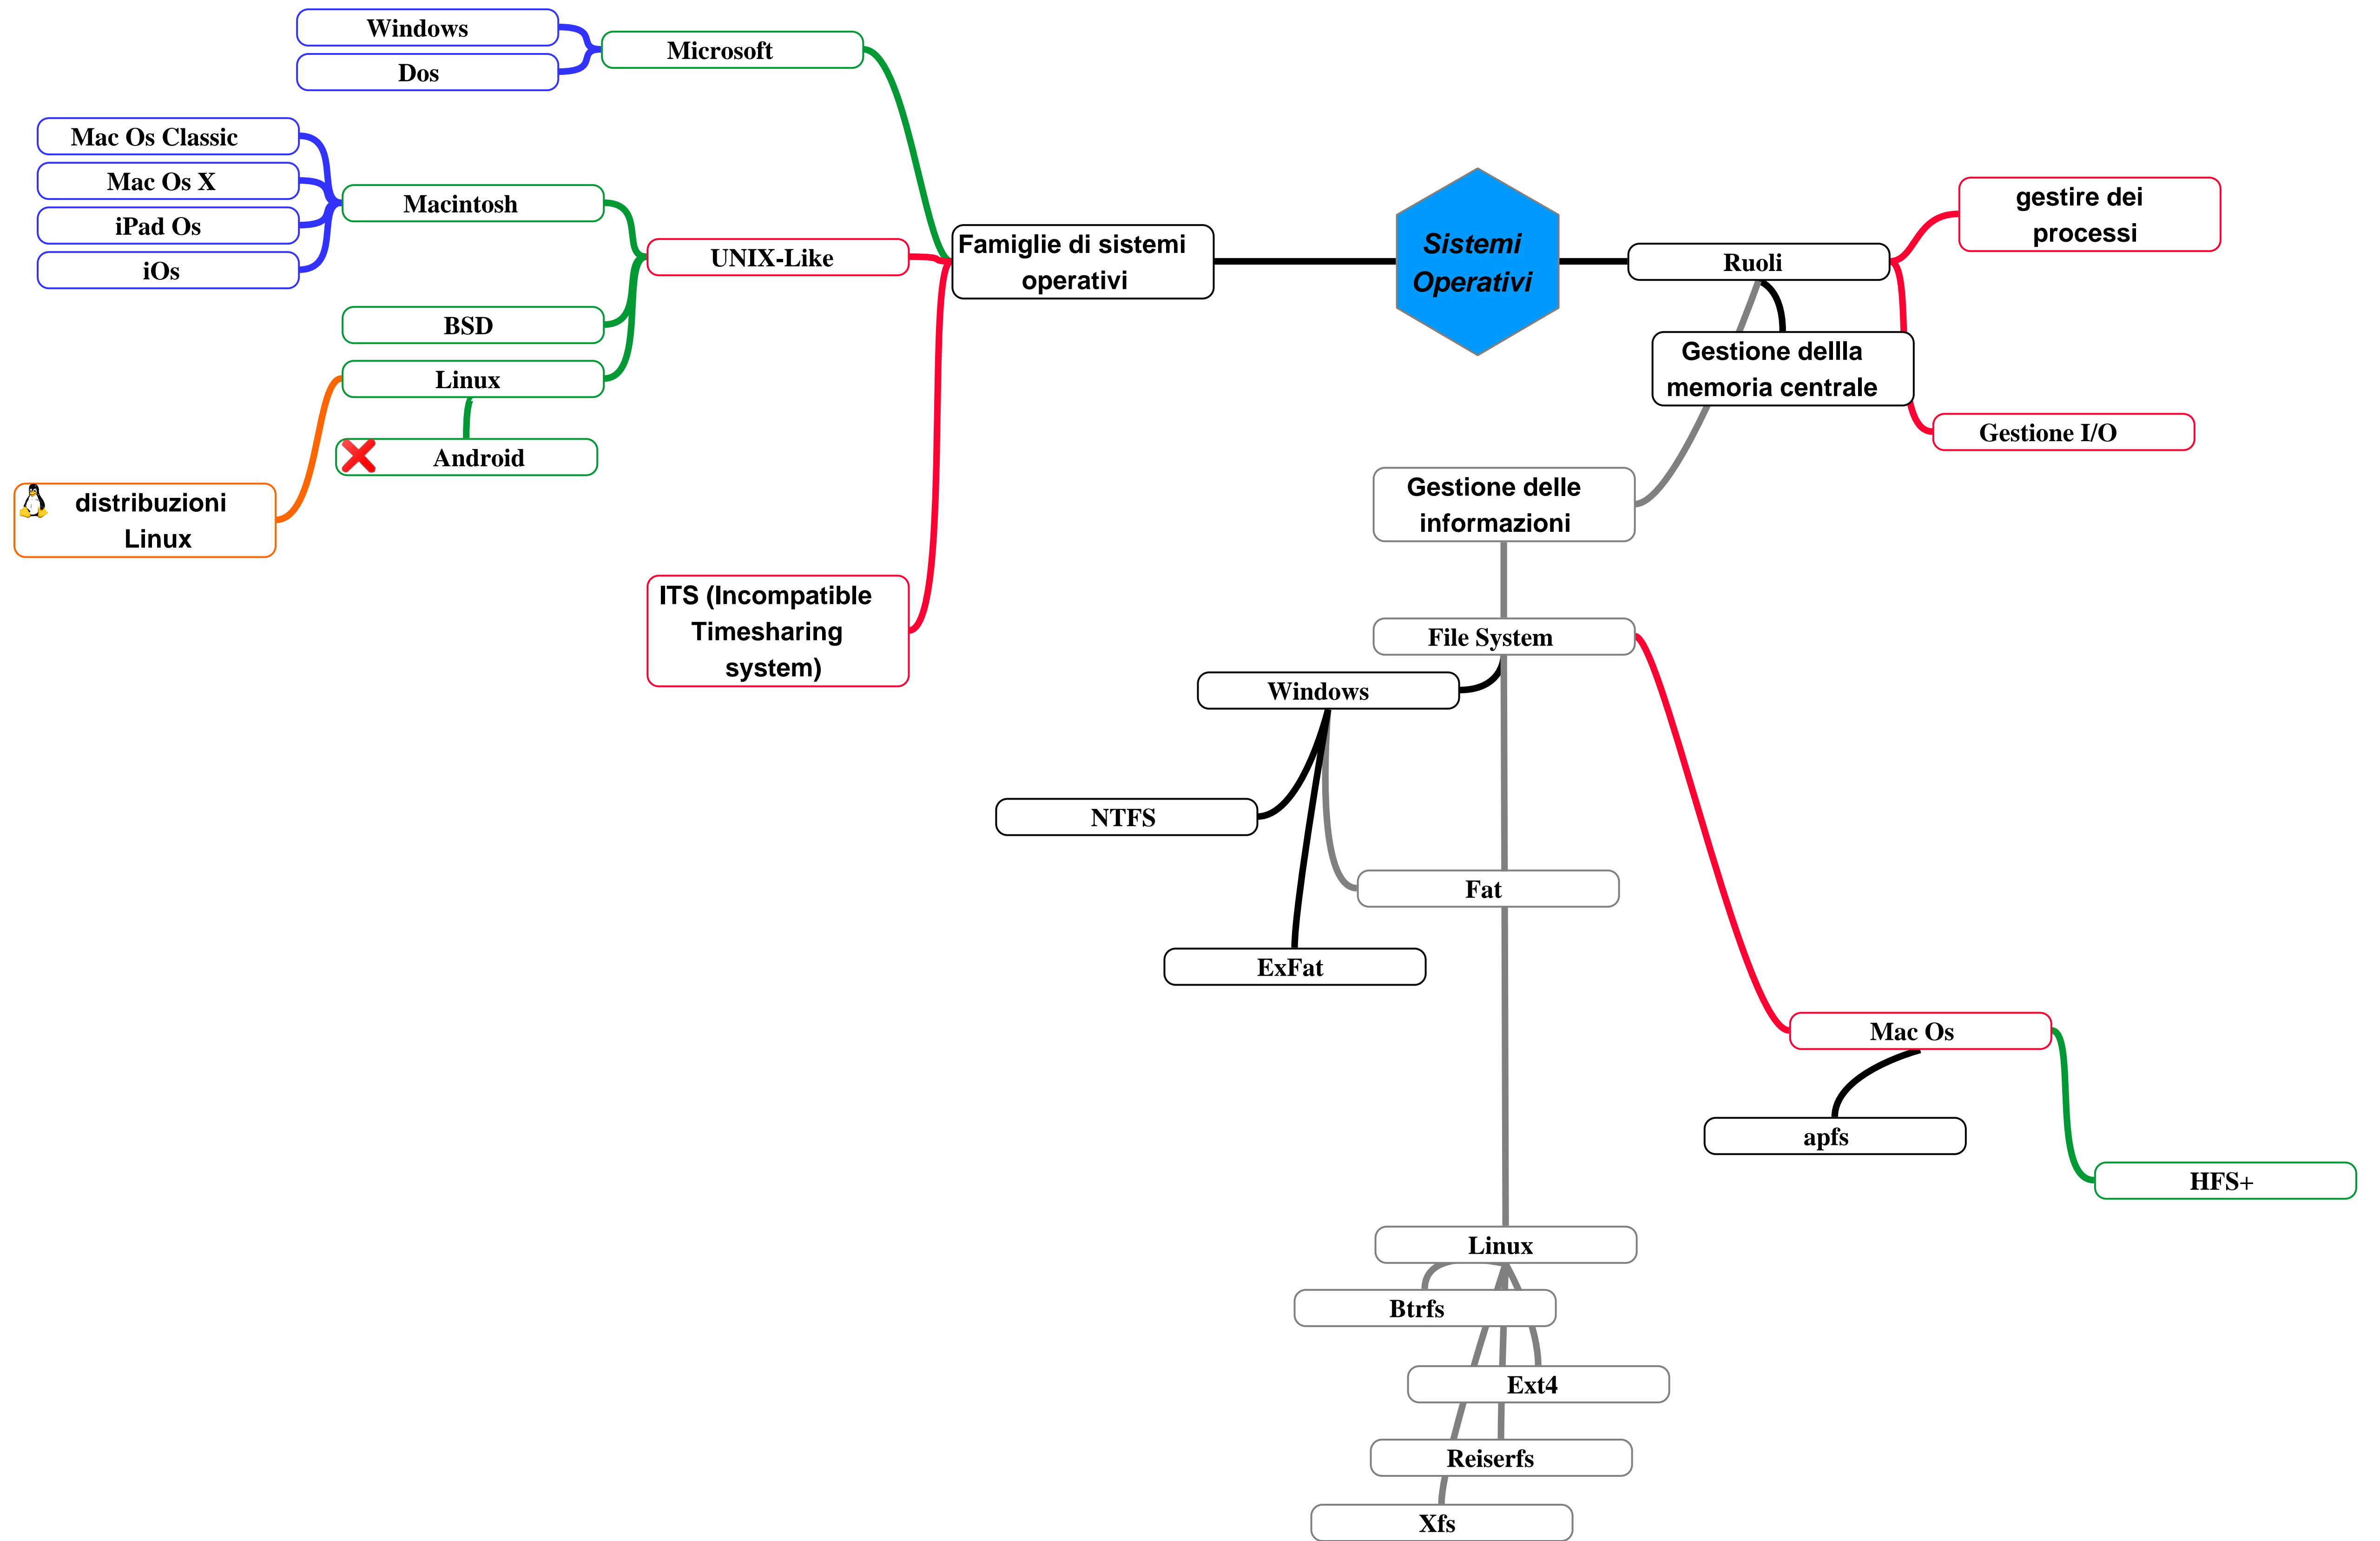 Windows
Dos
Microsoft
Mac Os Classic
Mac Os X
iPad Os
iOs
Macintosh
BSD
Linux
Android
distribuzioni
Linux
UNIX-Like
ITS (Incompatible
Timesharing
system)
Famiglie di sistemi
operativi
Sistemi
Operativi
Ruoli
gestire dei
processi
Gestione dellla
memoria centrale
Gestione I/O
Gestione delle
informazioni
File System
Windows
NTFS
Fat
ExFat
Mac Os
apfs
HFS+
Linux
Btrfs
Ext4
Reiserfs
Xfs